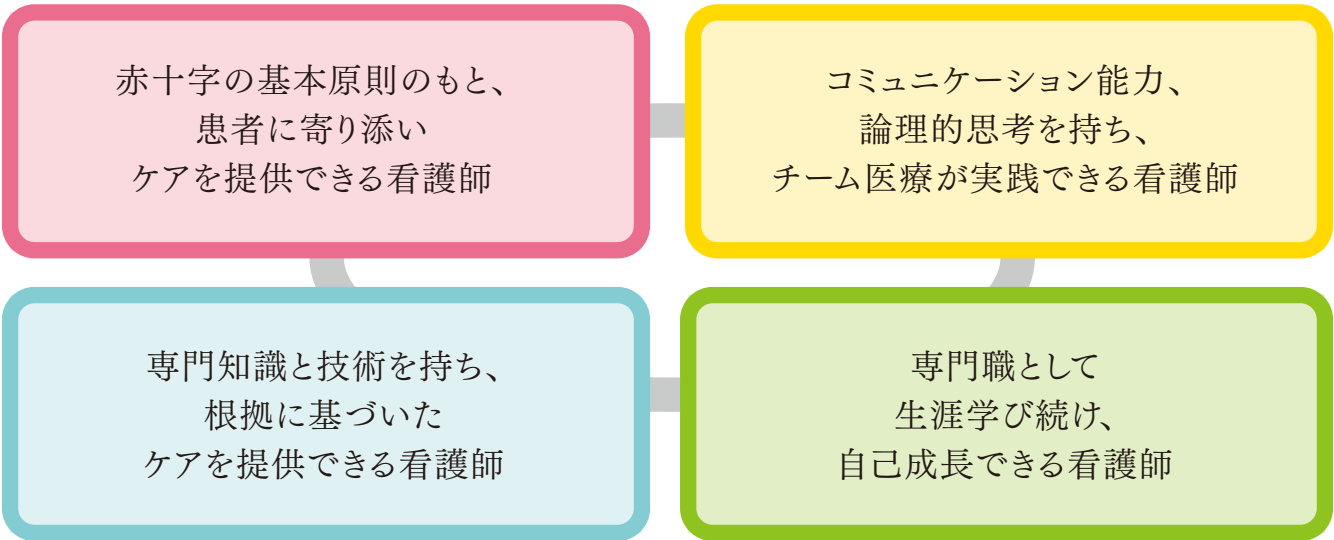 赤十字の基本原則のもと、
患者に寄り添い
ケアを提供できる看護師
コミュニケーション能力、
論理的思考を持ち、
チーム医療が実践できる看護師
専門知識と技術を持ち、
根拠に基づいた
ケアを提供できる看護師
専門職として
生涯学び続け、
自己成長できる看護師